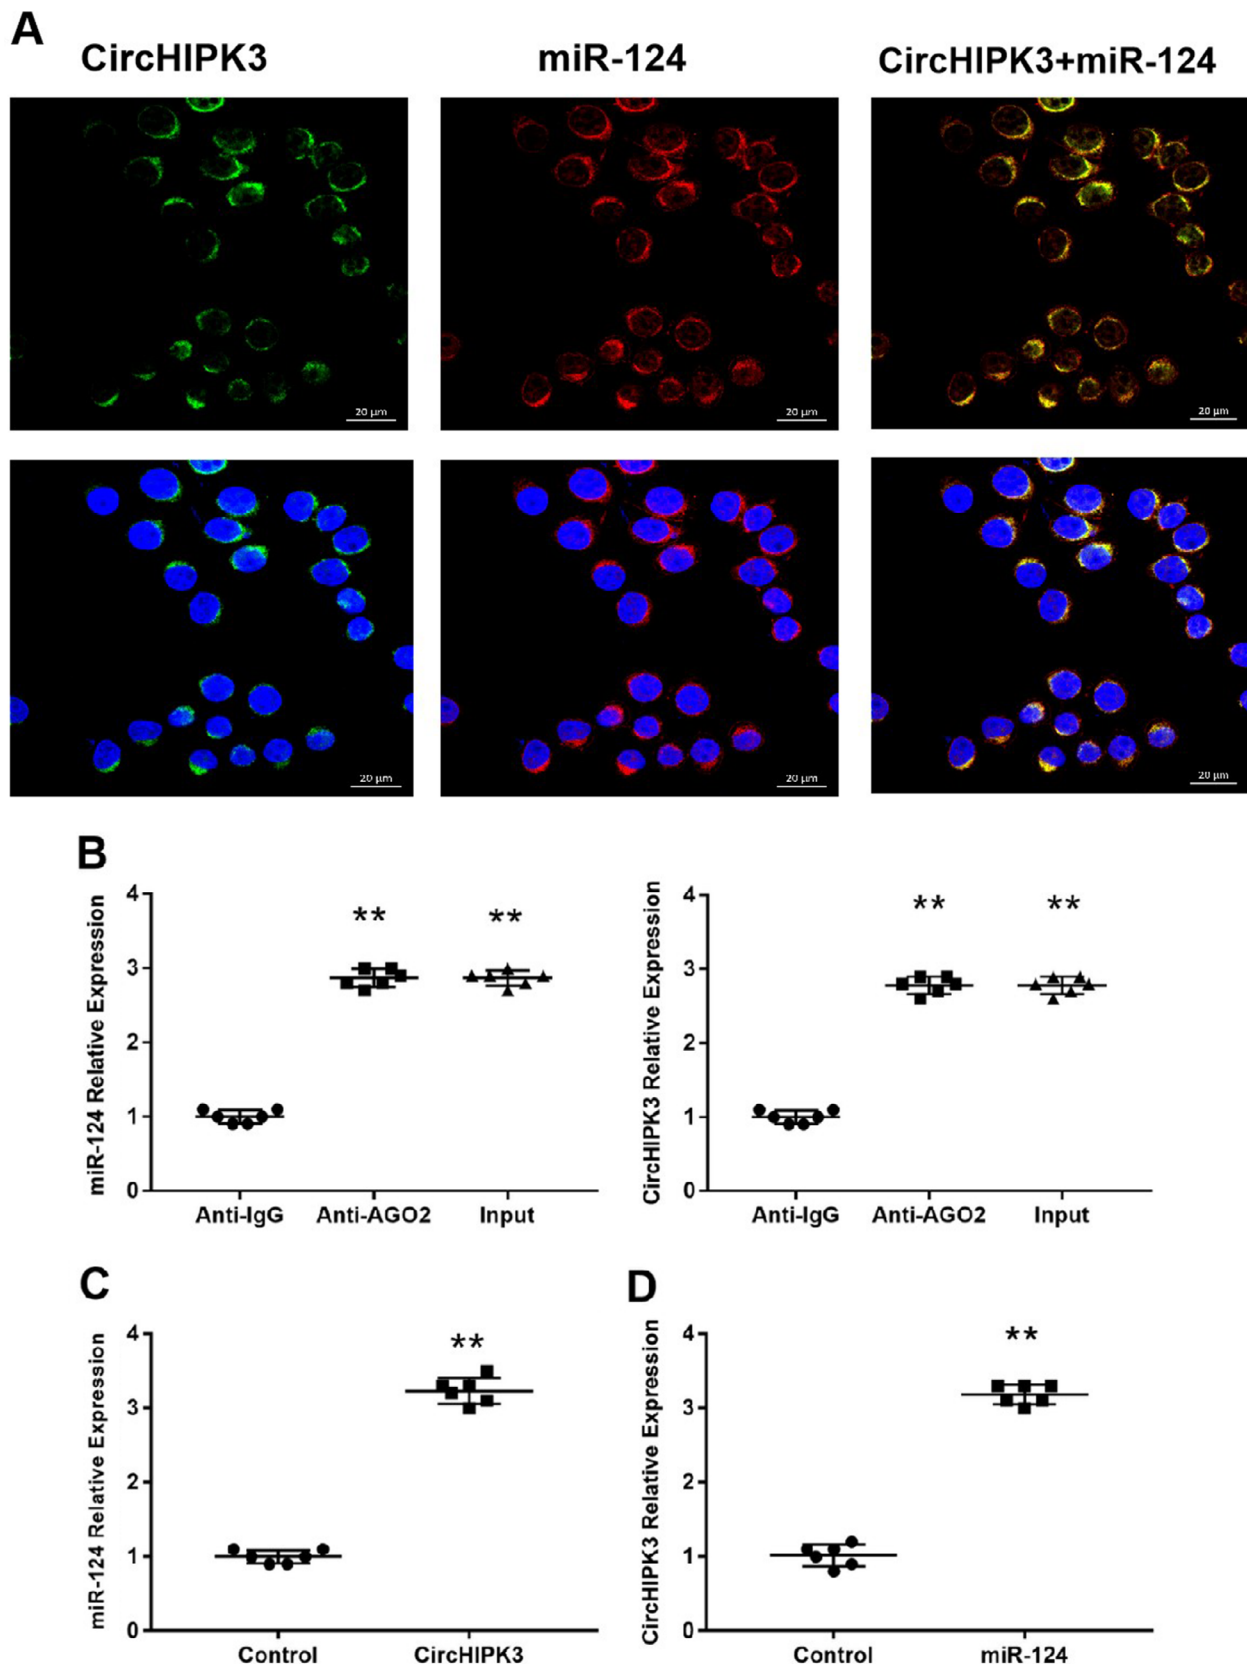 A
CircHIPK3
miR-124
CircHIPK3+miR-124
20 μm
20 μm
20 μm
20 μm
20 μm
20 μm
B
miR-124 Relative Expression
4
3
2
1
0
** **
Anti-IgG Anti-AGO2 Input
CircHIPK3 Relative Expression
4
3
2
1
0
** **
Anti-IgG Anti-AGO2 Input
C
miR-124 Relative Expression
4
3
2
1
0
**
Control CircHIPK3
D
CircHIPK3 Relative Expression
4
3
2
1
0
**
Control miR-124